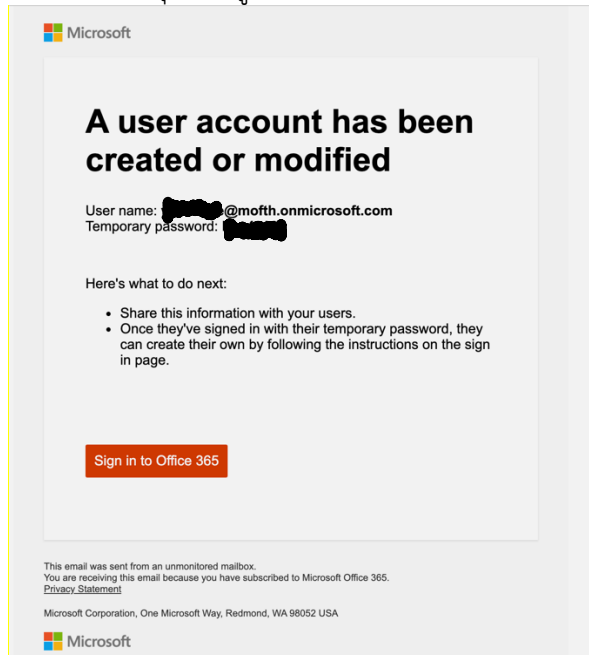 Microsoft
A user account has been
created or modified
User name: @mofth.onmicrosoft.com
Temporary password:
Here's what to do next:
• Share this information with your users.
• Once they've signed in with their temporary password, they
can create their own by following the instructions on the sign
in page.
Sign in to Office 365
This email was sent from an unmonitored mailbox.
You are receiving this email because you have subscribed to Microsoft Office 365.
Privacy Statement
Microsoft Corporation, One Microsoft Way, Redmond, WA 98052 USA
Microsoft